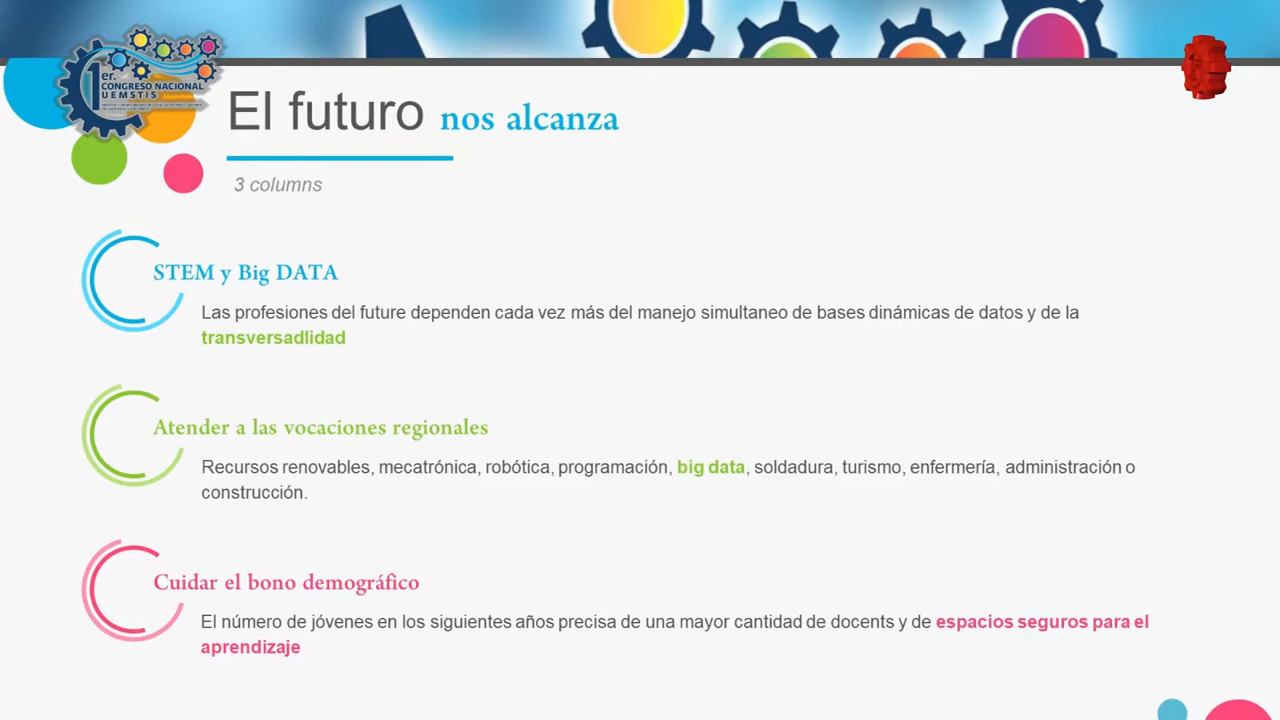 1er.
CONGRESO NACIONAL
UEMSTIS
El futuro nos alcanza
3 columns
STEM y Big DATA
Las profesiones del future dependen cada vez más del manejo simultaneo de bases dinámicas de datos y de la
transversadlidad
Atender a las vocaciones regionales
Recursos renovables, mecatrónica, robótica, programación, big data, soldadura, turismo, enfermería, administración o
construcción.
Cuidar el bono demográfico
El número de jóvenes en los siguientes años precisa de una mayor cantidad de docents y de espacios seguros para el
aprendizaje